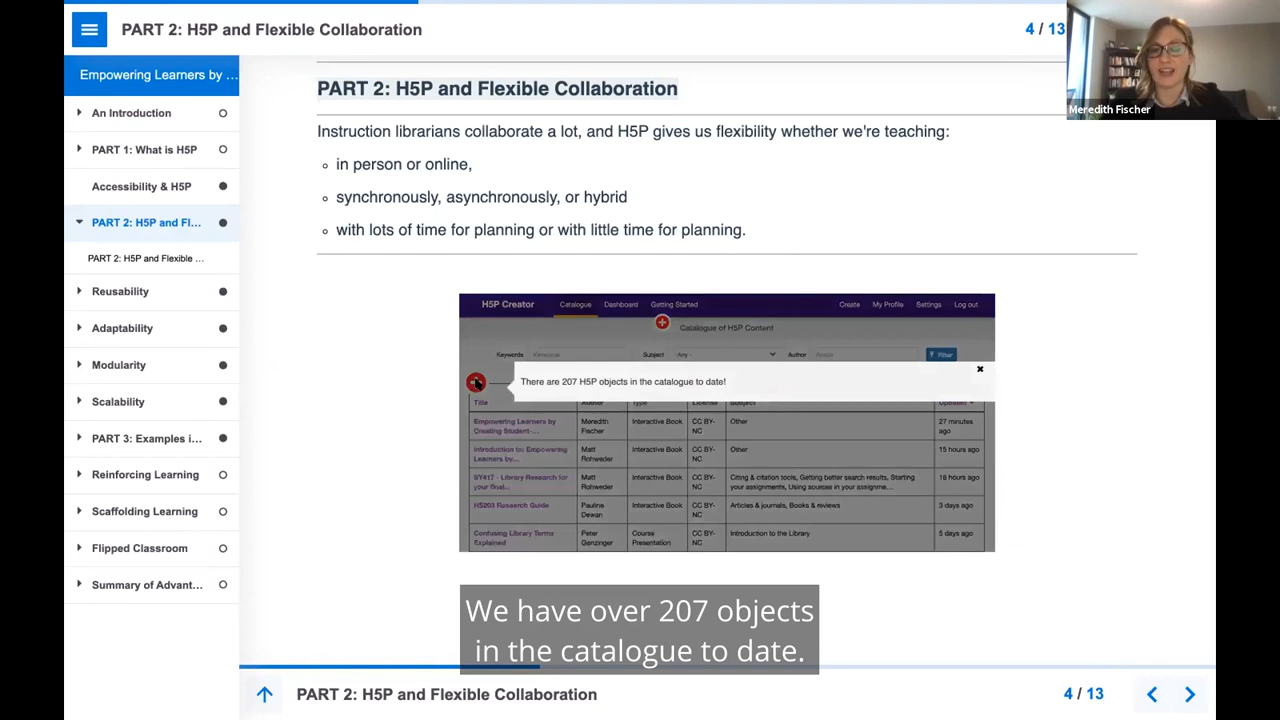 PART 2: H5P and Flexible Collaboration
4 / 13
Meredith Fischer
Empowering Learners by ...
An Introduction
PART 1: What is H5P
Accessibility & H5P
PART 2: H5P and Fl...
PART 2: H5P and Flexible ...
Reusability
Adaptability
Modularity
Scalability
PART 3: Examples i...
Reinforcing Learning
Scaffolding Learning
Flipped Classroom
Summary of Advant...
PART 2: H5P and Flexible Collaboration
Instruction librarians collaborate a lot, and H5P gives us flexibility whether we're teaching:
in person or online,
synchronously, asynchronously, or hybrid
with lots of time for planning or with little time for planning.
H5P Creator Catalogue Dashboard Getting Started Create My Profile Settings Log out
Catalogue of H5P Content
Keywords Keywords Subject - Any - Author Filter
There are 207 H5P objects in the catalogue to date!
Title Author Type License Subject Updated
Empowering Learners by Meredith Interactive Book CC BY- Other 27 minutes
Creating Student-... Fischer NC ago
Introduction to: Empowering Matt Interactive Book CC BY- Other 15 hours ago
Learners by... Rohweder NC
SY417 - Library Research for Matt Interactive Book CC BY- Citing & citation tools, Getting better search results, Starting 16 hours ago
your final... Rohweder NC your assignments, Using sources in your assignme...
HS203 Research Guide Pauline Interactive Book CC BY- Articles & journals, Books & reviews 3 days ago
Dewan NC
Confusing Library Terms Peter Course CC BY- Introduction to the Library 5 days ago
Explained Genzinger Presentation NC
We have over 207 objects
in the catalogue to date.
PART 2: H5P and Flexible Collaboration
4 / 13